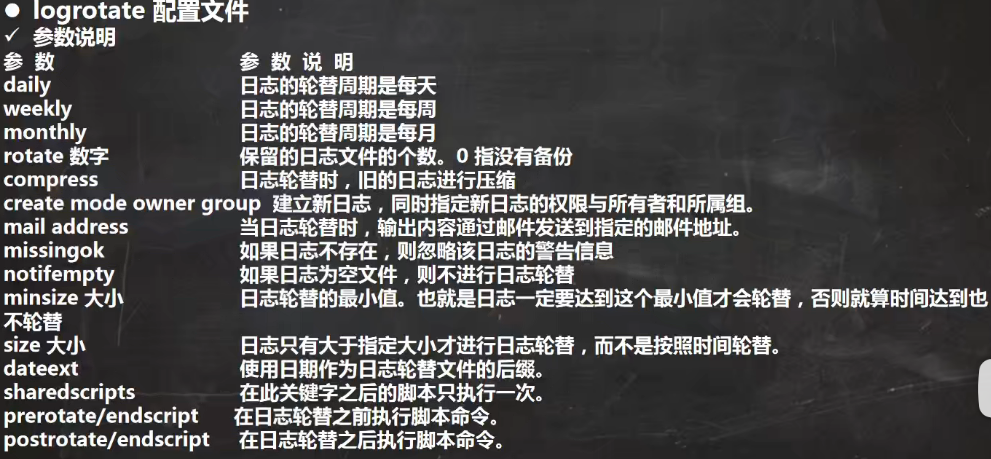 ● logrotate 配置文件
✓ 参数说明
参 数 参 数 说 明
daily 日志的轮替周期是每天
weekly 日志的轮替周期是每周
monthly 日志的轮替周期是每月
rotate 数字 保留的日志文件的个数。0 指没有备份
compress 日志轮替时，旧的日志进行压缩
create mode owner group 建立新日志，同时指定新日志的权限与所有者和所属组。
mail address 当日志轮替时，输出内容通过邮件发送到指定的邮件地址。
missingok 如果日志不存在，则忽略该日志的警告信息
notifempty 如果日志为空文件，则不进行日志轮替
minsize 大小 日志轮替的最小值。也就是日志一定要达到这个最小值才会轮替，否则就算时间达到也
不轮替
size 大小 日志只有大于指定大小才进行日志轮替，而不是按照时间轮替。
dateext 使用日期作为日志轮替文件的后缀。
sharedscripts 在此关键字之后的脚本只执行一次。
prerotate/endscript 在日志轮替之前执行脚本命令。
postrotate/endscript 在日志轮替之后执行脚本命令。